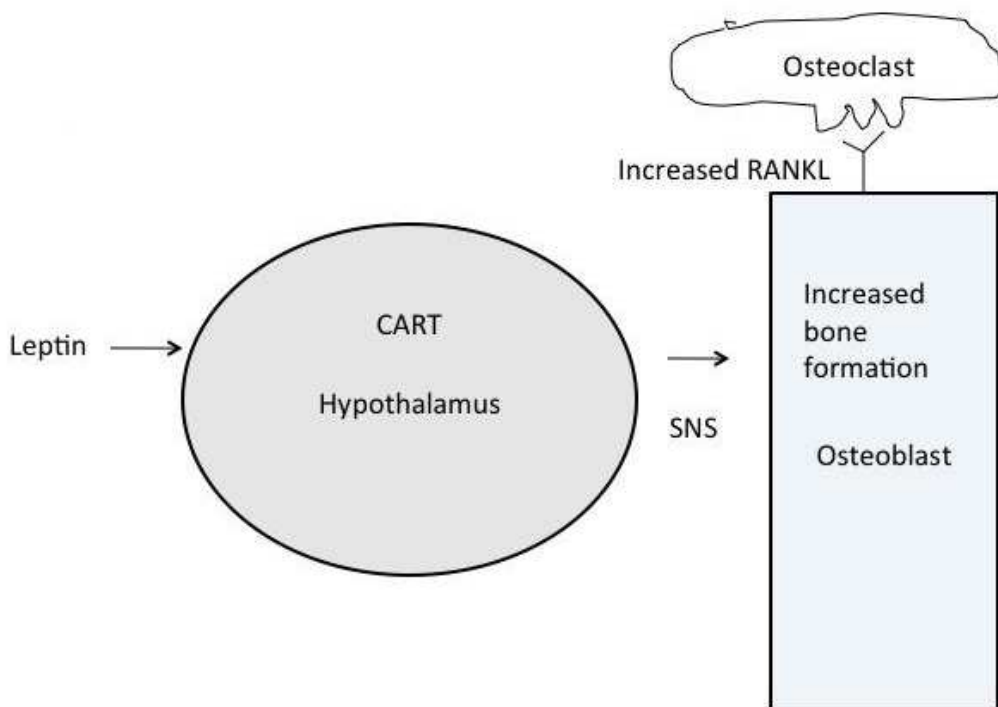 Osteoclast
Increased RANKL
Increased
bone
formation
CART
Leptin
Hypothalamus
SNS
Osteoblast